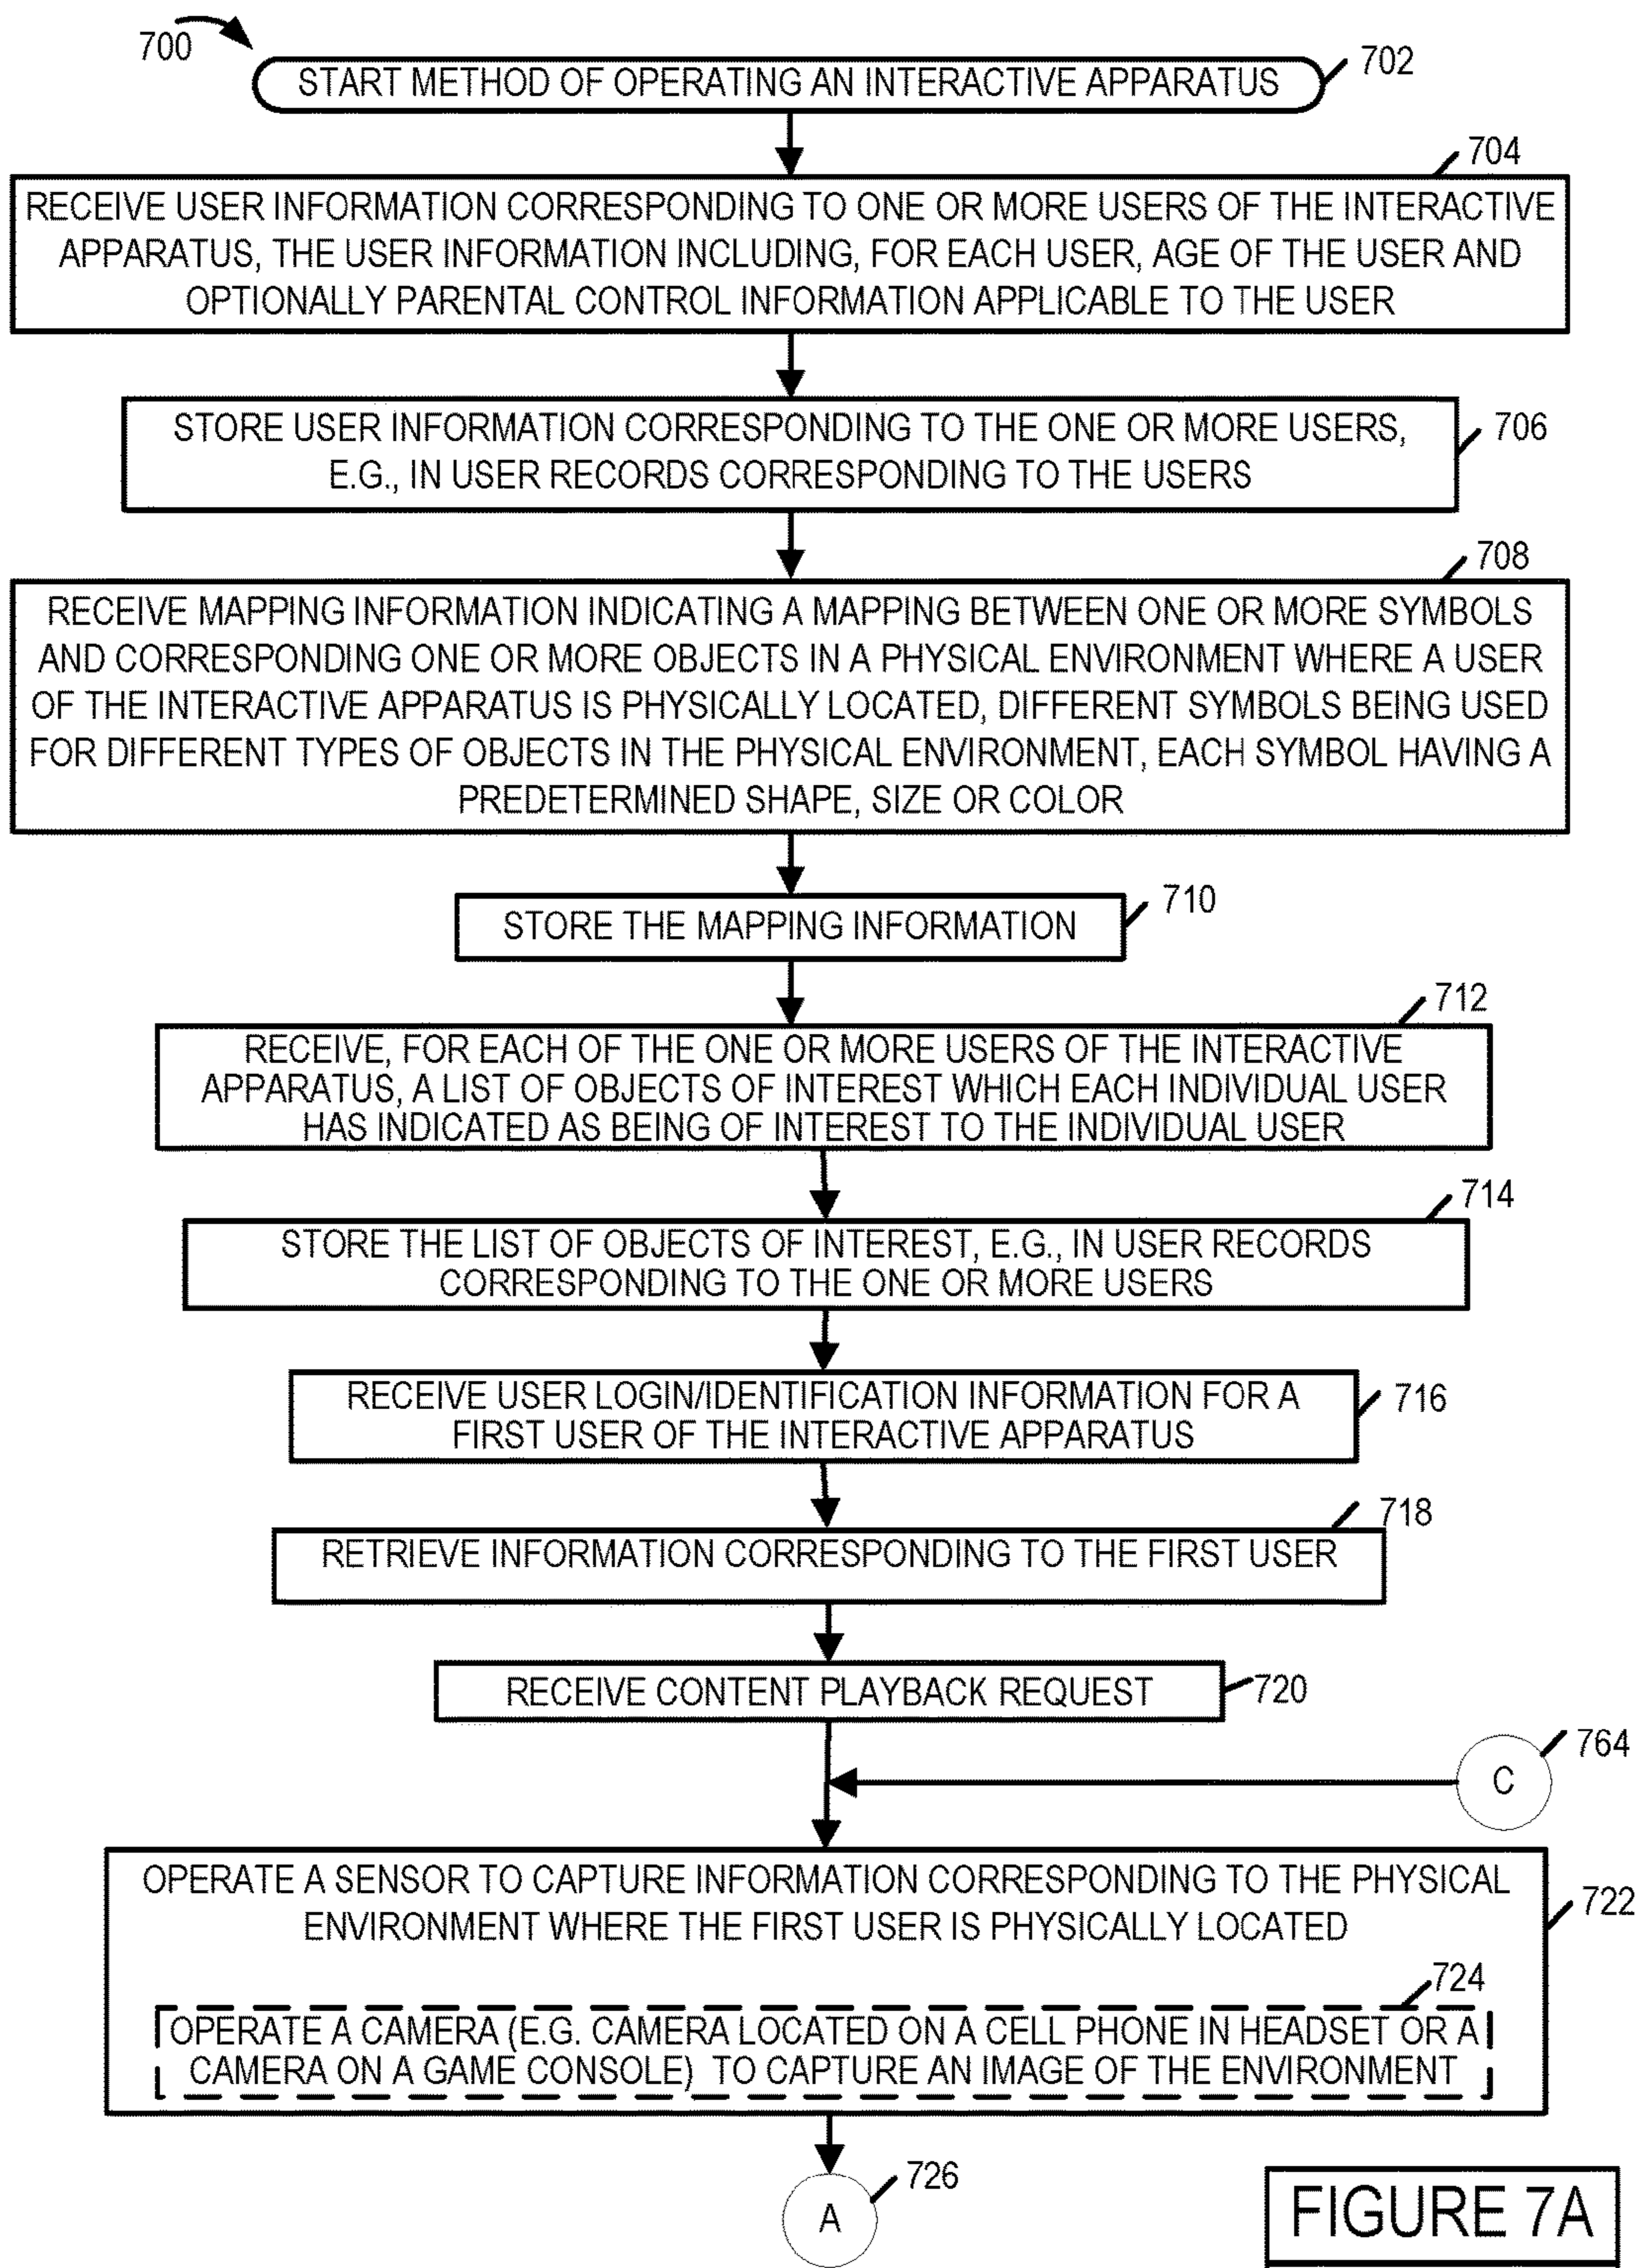 700
START METHOD OF OPERATING AN INTERACTIVE APPARATUS
702
704
RECEIVE USER INFORMATION CORRESPONDING TO ONE OR MORE USERS OF THE INTERACTIVE
APPARATUS, THE USER INFORMATION INCLUDING, FOR EACH USER, AGE OF THE USER AND
OPTIONALLY PARENTAL CONTROL INFORMATION APPLICABLE TO THE USER
STORE USER INFORMATION CORRESPONDING TO THE ONE OR MORE USERS,
E.G., IN USER RECORDS CORRESPONDING TO THE USERS
706
708
RECEIVE MAPPING INFORMATION INDICATING A MAPPING BETWEEN ONE OR MORE SYMBOLS
AND CORRESPONDING ONE OR MORE OBJECTS IN A PHYSICAL ENVIRONMENT WHERE A USER
OF THE INTERACTIVE APPARATUS IS PHYSICALLY LOCATED, DIFFERENT SYMBOLS BEING USED
FOR DIFFERENT TYPES OF OBJECTS IN THE PHYSICAL ENVIRONMENT, EACH SYMBOL HAVING A
PREDETERMINED SHAPE, SIZE OR COLOR
710
STORE THE MAPPING INFORMATION
712
RECEIVE, FOR EACH OF THE ONE OR MORE USERS OF THE INTERACTIVE
APPARATUS, A LIST OF OBJECTS OF INTEREST WHICH EACH INDIVIDUAL USER
HAS INDICATED AS BEING OF INTEREST TO THE INDIVIDUAL USER
714
STORE THE LIST OF OBJECTS OF INTEREST, E.G., IN USER RECORDS
CORRESPONDING TO THE ONE OR MORE USERS
RECEIVE USER LOGIN/IDENTIFICATION INFORMATION FOR A
FIRST USER OF THE INTERACTIVE APPARATUS
716
718
RETRIEVE INFORMATION CORRESPONDING TO THE FIRST USER
RECEIVE CONTENT PLAYBACK REQUEST
720
764
C
OPERATE A SENSOR TO CAPTURE INFORMATION CORRESPONDING TO THE PHYSICAL
ENVIRONMENT WHERE THE FIRST USER IS PHYSICALLY LOCATED
722
724
OPERATE A CAMERA (E.G. CAMERA LOCATED ON A CELL PHONE IN HEADSET OR A
CAMERA ON A GAME CONSOLE) TO CAPTURE AN IMAGE OF THE ENVIRONMENT
726
A
FIGURE 7A